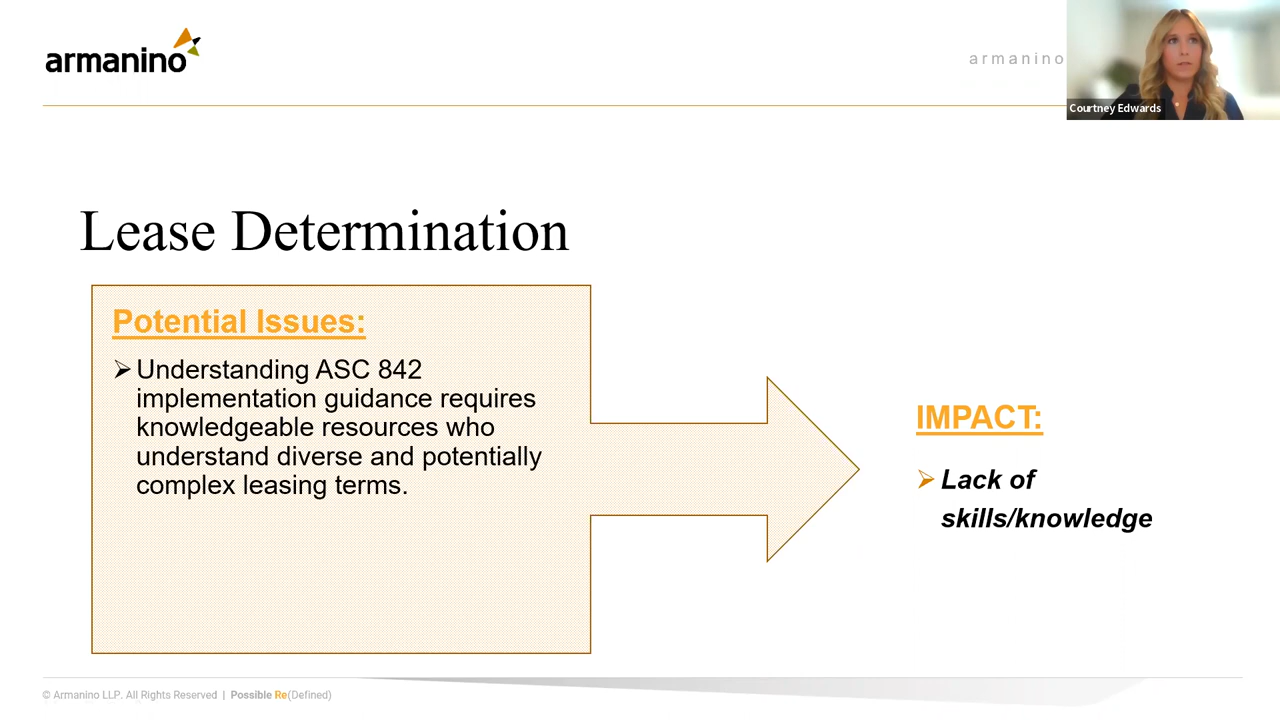 armanino
armanino
Courtney Edwards
Lease Determination
Potential Issues:
➢ Understanding ASC 842
implementation guidance requires
knowledgeable resources who
understand diverse and potentially
complex leasing terms.
IMPACT:
➢ Lack of
skills/knowledge
© Armanino LLP. All Rights Reserved | Possible Re(Defined)